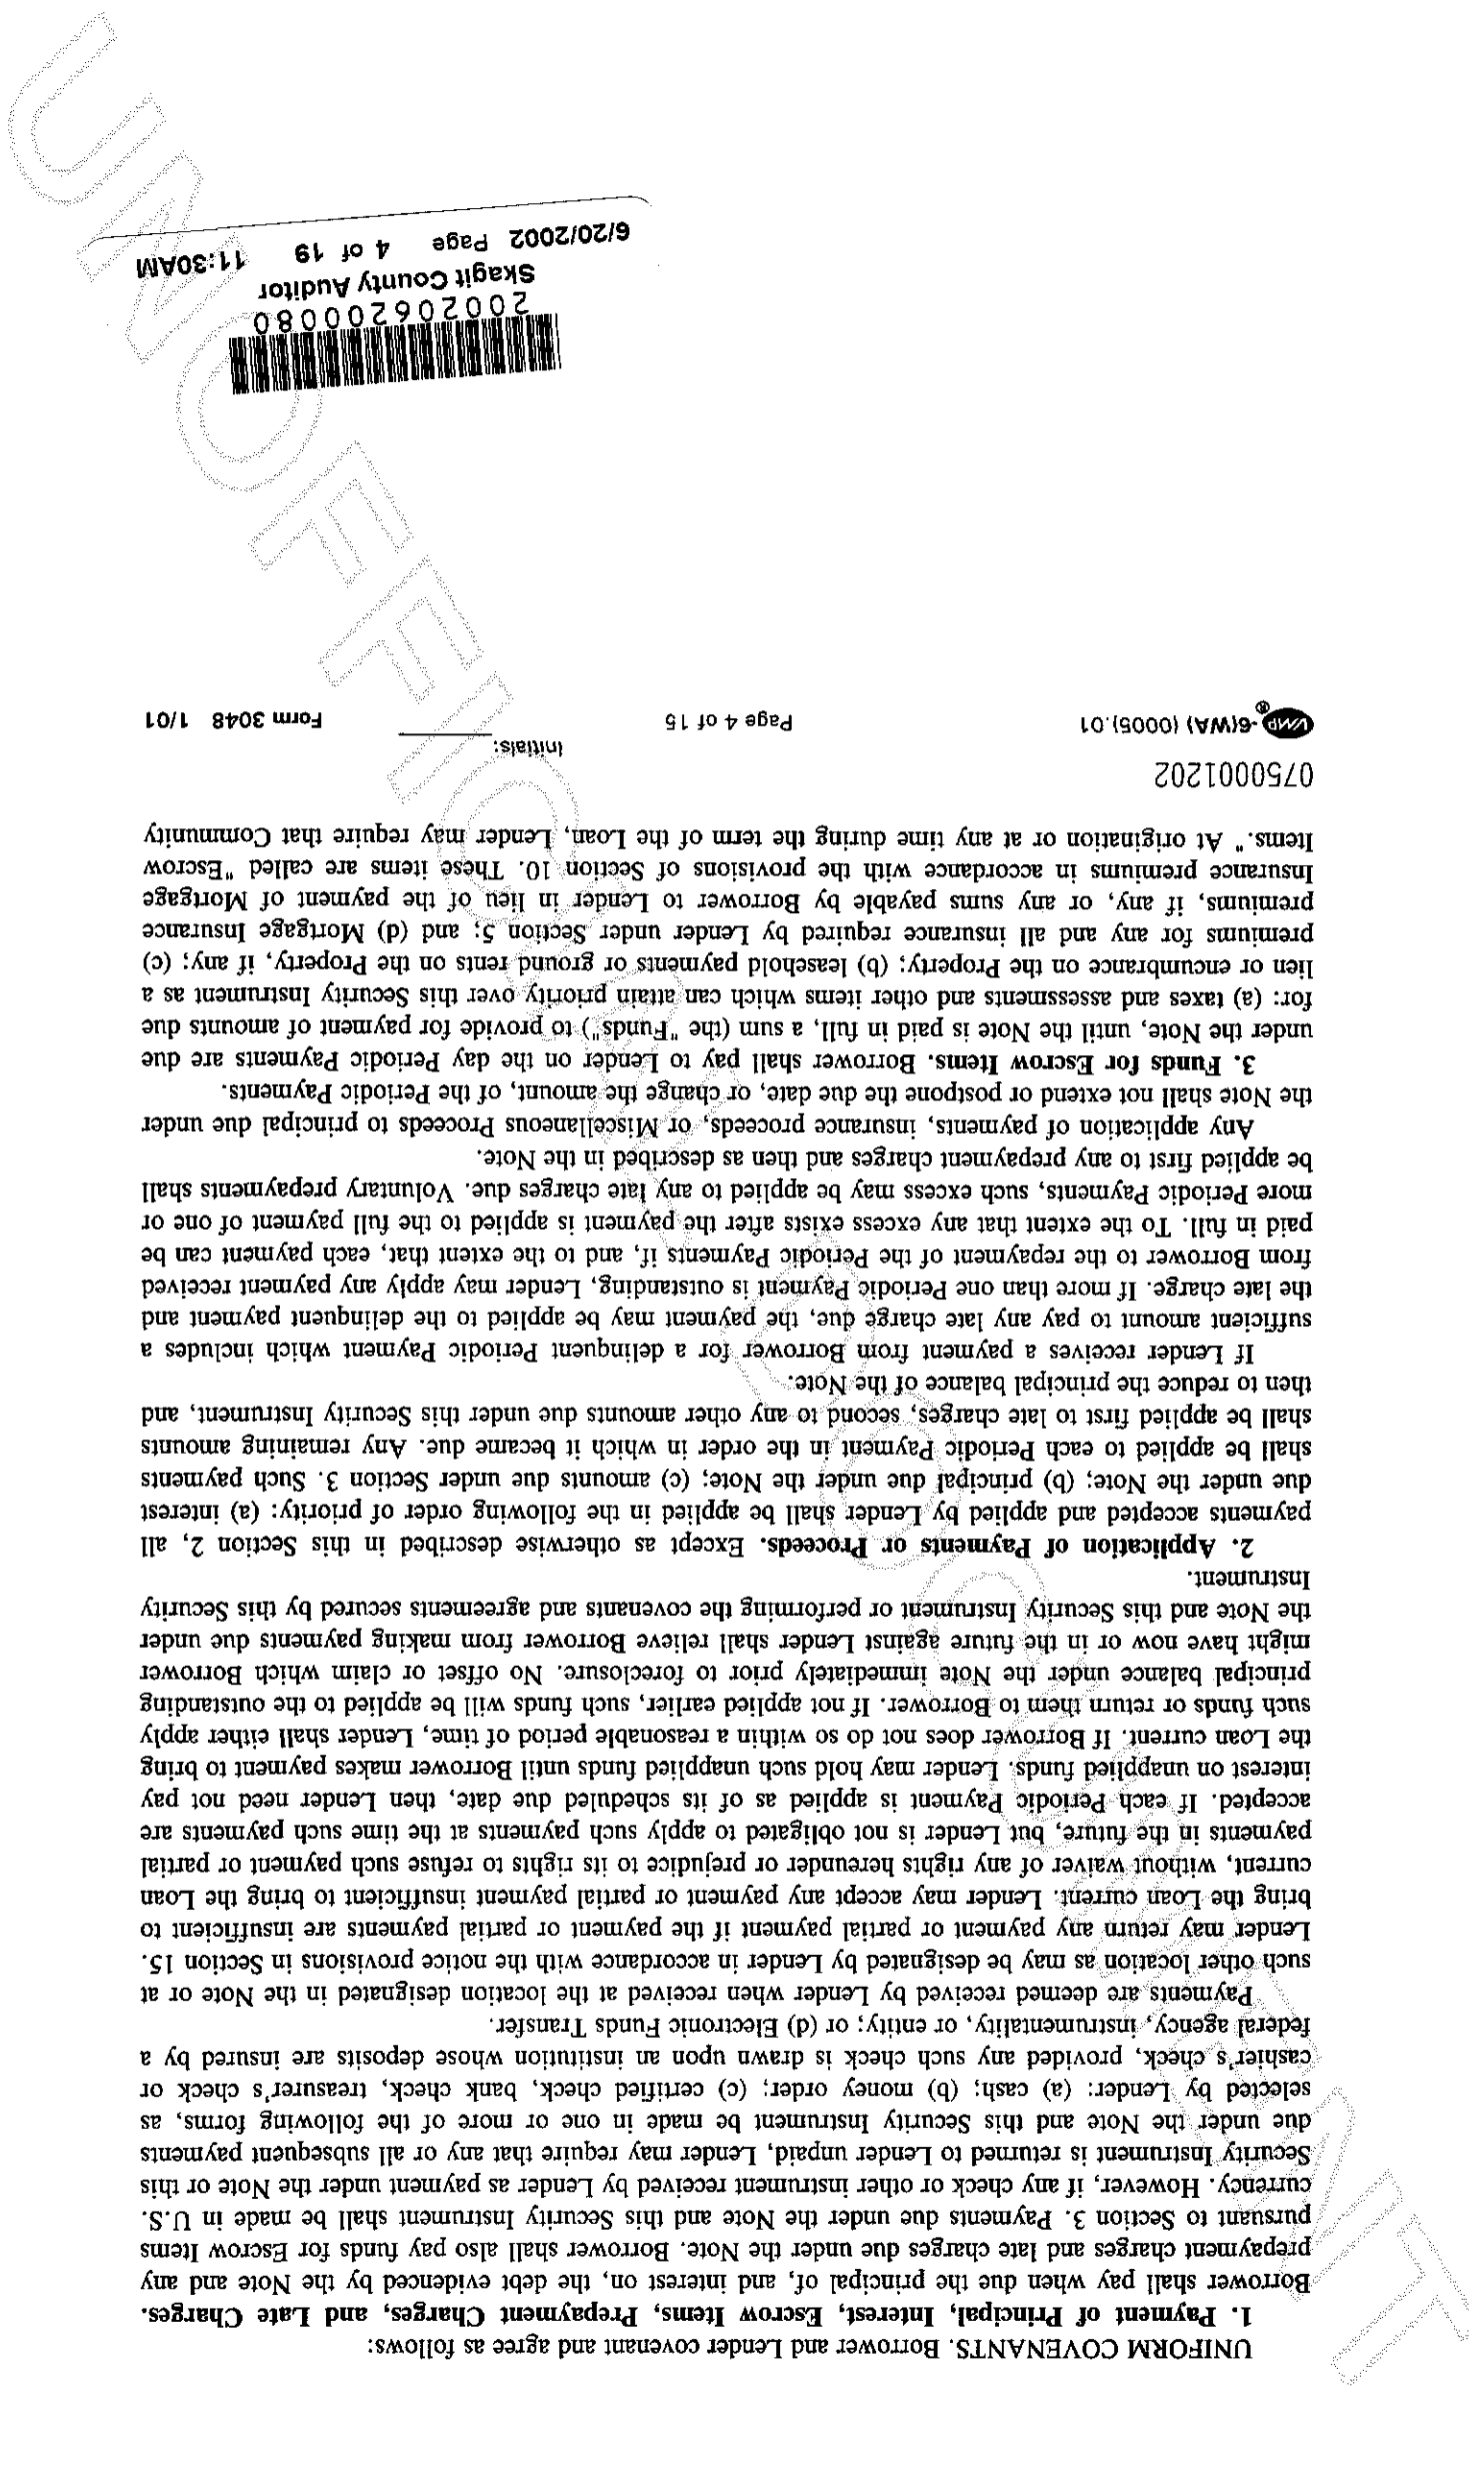 UNIFORM COVENANTS. Borrower and Lender covenant and agree as follows:
1. Payment of Principal, Interest, Escrow Items, Prepayment Charges, and Late Charges.
Borrower shall pay when due the principal of, and interest on, the debt evidenced by the Note and any
prepayment charges and late charges due under the Note. Borrower shall also pay funds for Escrow Items
pursuant to Section 3. Payments due under the Note and this Security Instrument shall be made in U.S.
currency. However, if any check or other instrument received by Lender as payment under the Note or this
Security Instrument is returned to Lender unpaid, Lender may require that any or all subsequent payments
due under the Note and this Security Instrument be made in one or more of the following forms, as
selected by Lender: (a) cash; (b) money order; (c) certified check, bank check, treasurer's check or
cashier's check, provided any such check is drawn upon an institution whose deposits are insured by a
federal agency, instrumentality, or entity; or (d) Electronic Funds Transfer.
Payments are deemed received by Lender when received at the location designated in the Note or at
such other location as may be designated by Lender in accordance with the notice provisions in Section 15.
Lender may return any payment or partial payment if the payment or partial payments are insufficient to
bring the Loan current. Lender may accept any payment or partial payment insufficient to bring the Loan
current, without waiver of any rights hereunder or prejudice to its rights to refuse such payment or partial
payments in the future, but Lender is not obligated to apply such payments at the time such payments are
accepted. If each Periodic Payment is applied as of its scheduled due date, then Lender need not pay
interest on unapplied funds. Lender may hold such unapplied funds until Borrower makes payment to bring
the Loan current. If Borrower does not do so within a reasonable period of time, Lender shall either apply
such funds or return them to Borrower. If not applied earlier, such funds will be applied to the outstanding
principal balance under the Note immediately prior to foreclosure. No offset or claim which Borrower
might have now or in the future against Lender shall relieve Borrower from making payments due under
the Note and this Security Instrument or performing the covenants and agreements secured by this Security
Instrument.
2. Application of Payments or Proceeds. Except as otherwise described in this Section 2, all
payments accepted and applied by Lender shall be applied in the following order of priority: (a) interest
due under the Note; (b) principal due under the Note; (c) amounts due under Section 3. Such payments
shall be applied to each Periodic Payment in the order in which it became due. Any remaining amounts
shall be applied first to late charges, second to any other amounts due under this Security Instrument, and
then to reduce the principal balance of the Note.
If Lender receives a payment from Borrower for a delinquent Periodic Payment which includes a
sufficient amount to pay any late charge due, the payment may be applied to the delinquent payment and
the late charge. If more than one Periodic Payment is outstanding, Lender may apply any payment received
from Borrower to the repayment of the Periodic Payments if, and to the extent that, each payment can be
paid in full. To the extent that any excess exists after the payment is applied to the full payment of one or
more Periodic Payments, such excess may be applied to any late charges due. Voluntary prepayments shall
be applied first to any prepayment charges and then as described in the Note.
Any application of payments, insurance proceeds, or Miscellaneous Proceeds to principal due under
the Note shall not extend or postpone the due date, or change the amount, of the Periodic Payments.
3. Funds for Escrow Items. Borrower shall pay to Lender on the day Periodic Payments are due
under the Note, until the Note is paid in full, a sum (the "Funds") to provide for payment of amounts due
for: (a) taxes and assessments and other items which can attain priority over this Security Instrument as a
lien or encumbrance on the Property; (b) leasehold payments or ground rents on the Property, if any; (c)
premiums for any and all insurance required by Lender under Section 5; and (d) Mortgage Insurance
premiums, if any, or any sums payable by Borrower to Lender in lieu of the payment of Mortgage
Insurance premiums in accordance with the provisions of Section 10. These items are called "Escrow
Items." At origination or at any time during the term of the Loan, Lender may require that Community
0750001202
Initials:
VMP®-6(WA) (0005).01 Page 4 of 15 Form 3048 1/01
200206200080
Skagit County Auditor
6/20/2002 Page 4 of 19 11:30AM
UNOFFICIAL DOCUMENT